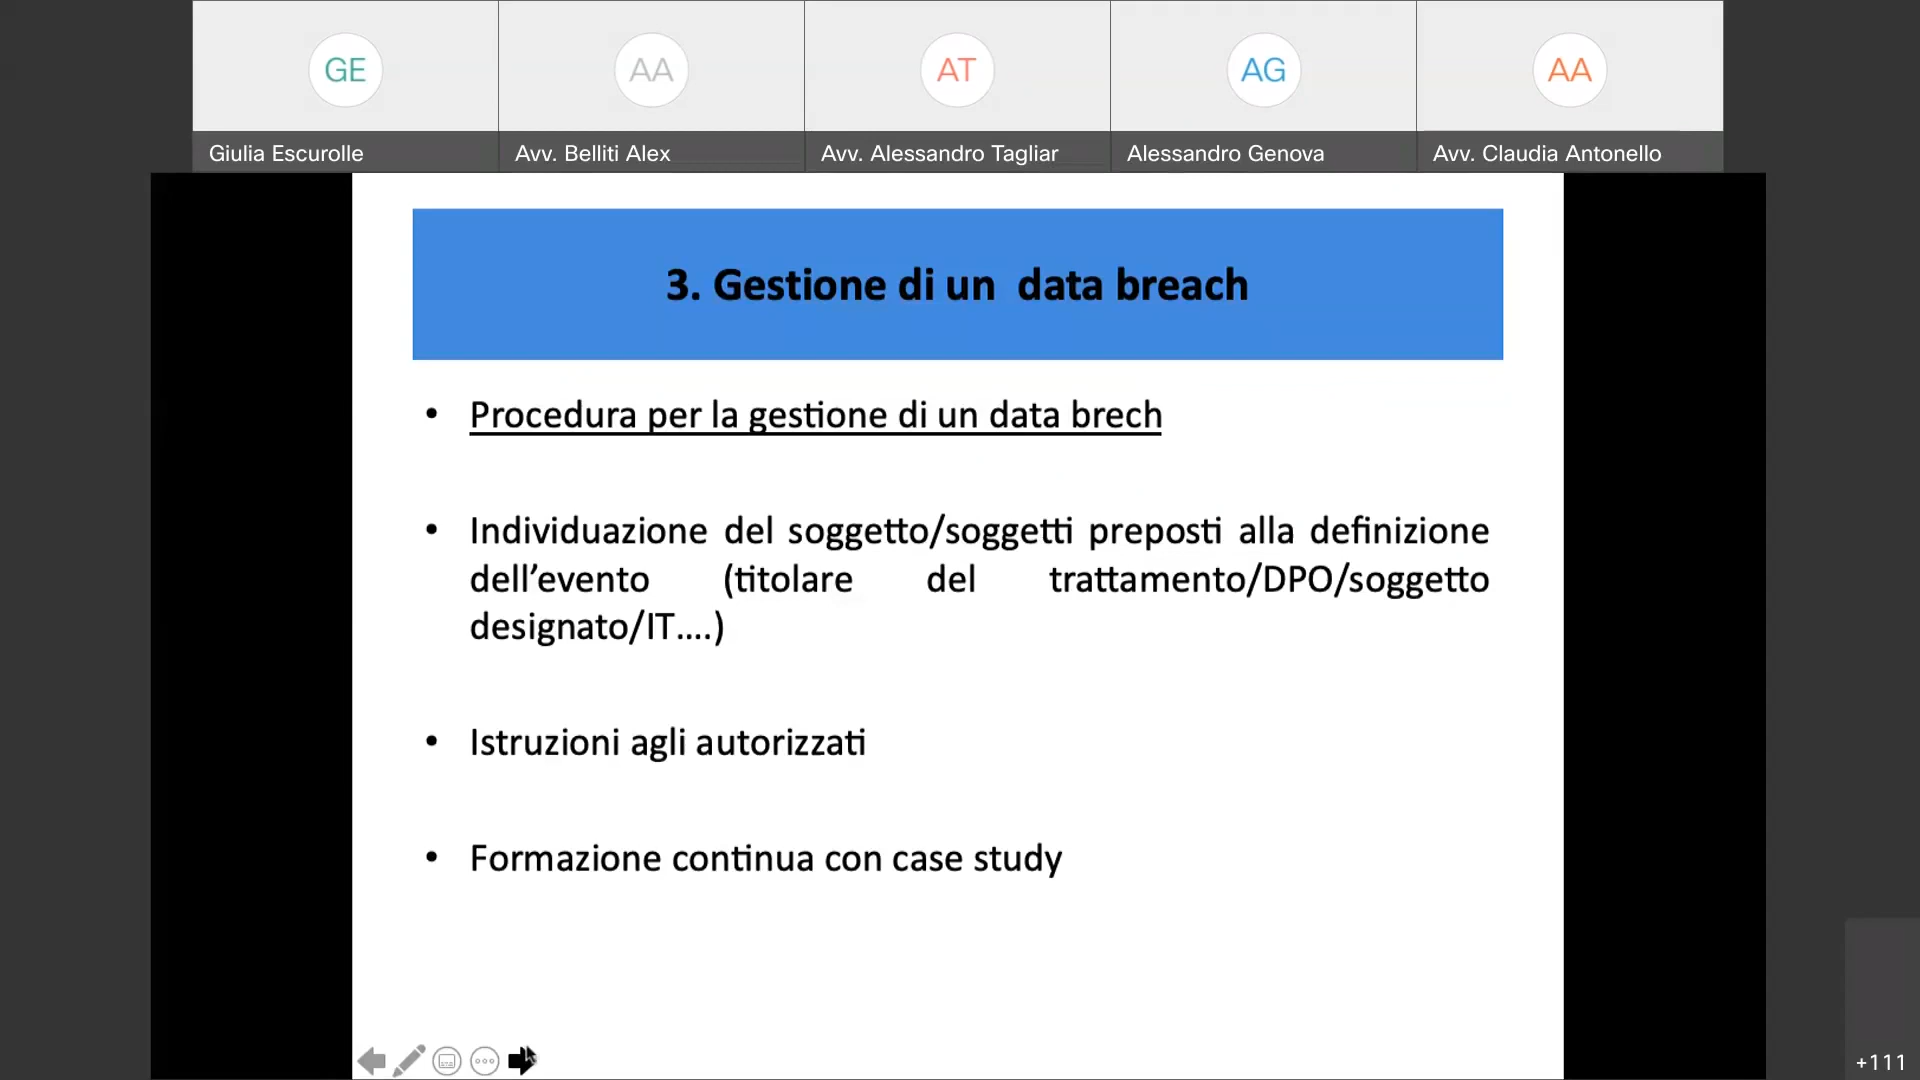 GE
AA
AT
AG
AA
Giulia Escurolle
Avv. Belliti Alex
Avv. Alessandro Tagliar
Alessandro Genova
Avv. Claudia Antonello
3. Gestione di un  data breach
• Procedura per la gestione di un data brech
• Individuazione del soggetto/soggetti preposti alla definizione
dell’evento (titolare del trattamento/DPO/soggetto
designato/IT....)
• Istruzioni agli autorizzati
• Formazione continua con case study
+111